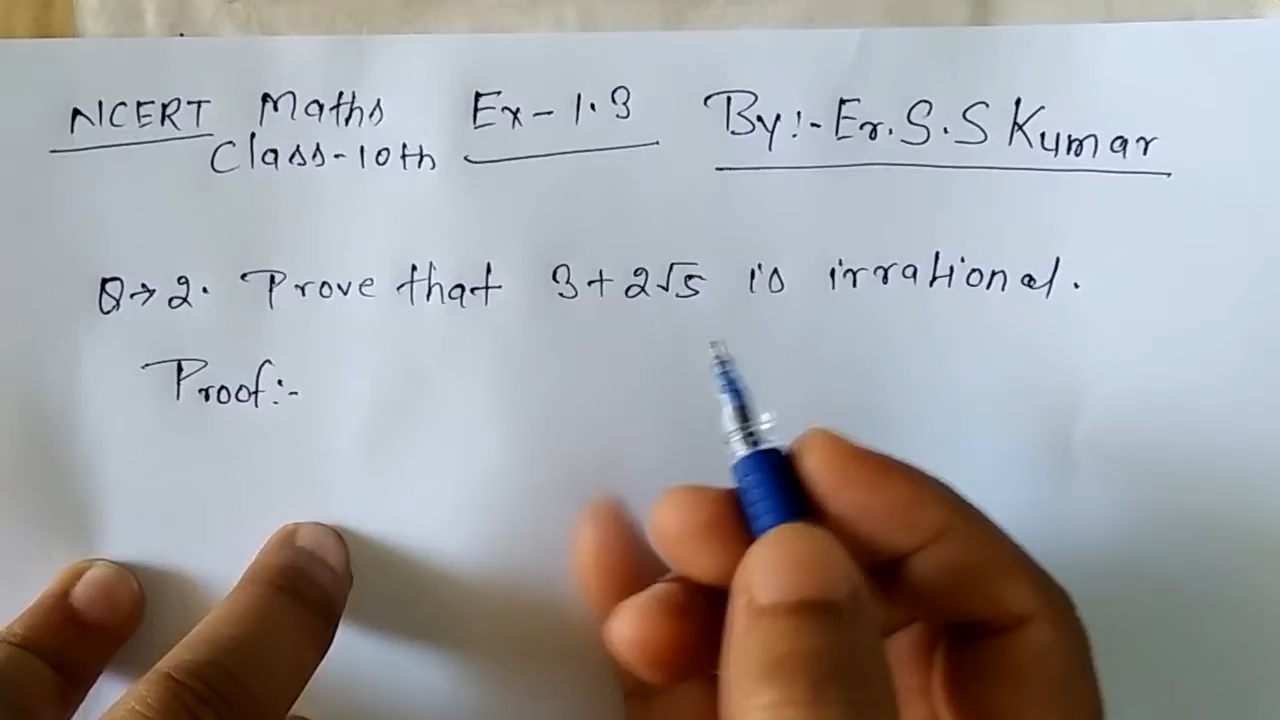 NCERT Maths Ex-1.3 By:-Er.S.S Kumar
Class-10th
Q→2. Prove that 3+2√5 is irrational.
Proof:-